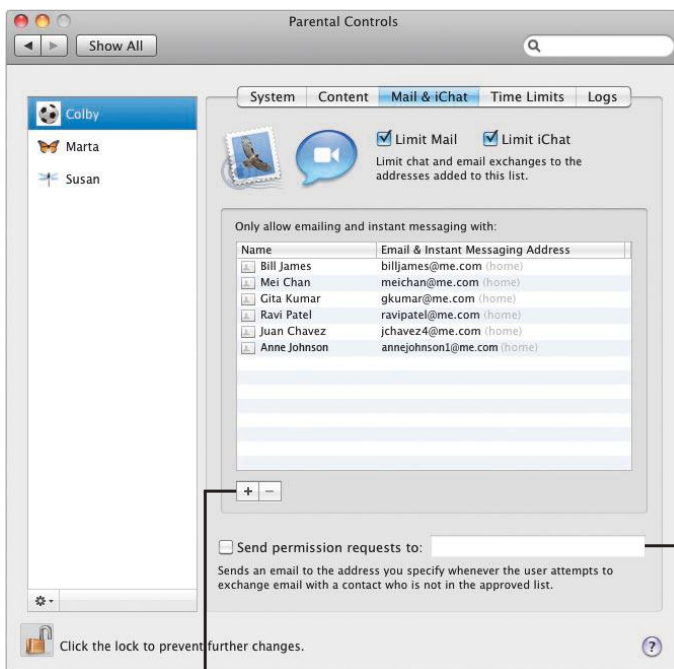 Parental Controls
Show All
Colby
Marta
Susan
System Content Mail & iChat Time Limits Logs
Limit Mail Limit iChat
Limit chat and email exchanges to the
addresses added to this list.
Only allow emailing and instant messaging with:
Name Email & Instant Messaging Address
Bill James billjames@me.com (home)
Mei Chan meichan@me.com (home)
Gita Kumar gkumar@me.com (home)
Ravi Patel ravipatel@me.com (home)
Juan Chavez jchavez4@me.com (home)
Anne Johnson annejohnson1@me.com (home)
+ −
Send permission requests to:
Sends an email to the address you specify whenever the user attempts to
exchange email with a contact who is not in the approved list.
Click the lock to prevent further changes.
?